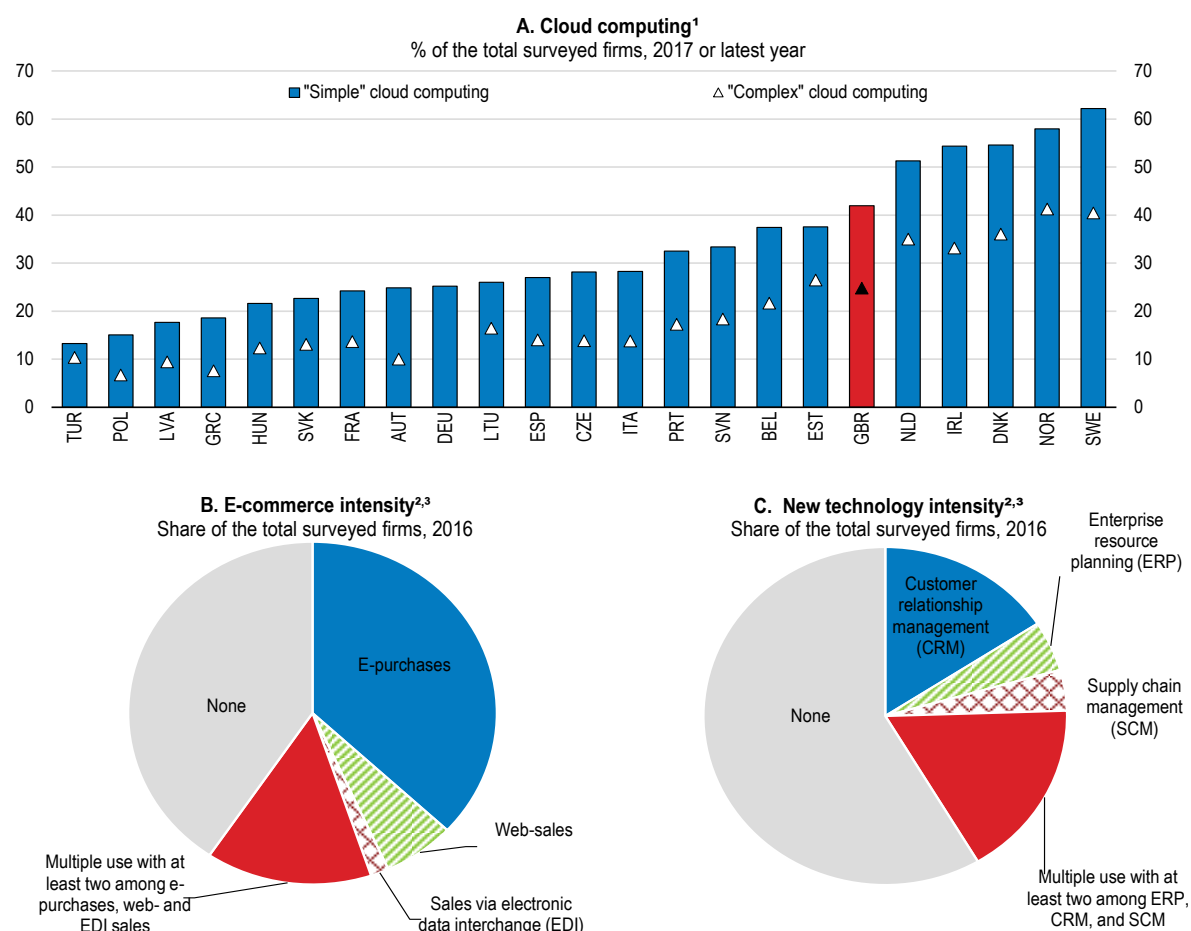 A. Cloud computing¹
% of the total surveyed firms, 2017 or latest year
70 70
"Simple" cloud computing "Complex" cloud computing
60 60
50 50
40 40
30 30
20 20
10 10
0 0
TUR POL LVA GRC HUN SVK FRA AUT DEU LTU ESP CZE ITA PRT SVN BEL EST GBR NLD IRL DNK NOR SWE
B. E-commerce intensity²,³
Share of the total surveyed firms, 2016
E-purchases
None
Web-sales
Multiple use with at
least two among e-
purchases, web- and
EDI sales
Sales via electronic
data interchange (EDI)
C. New technology intensity²,³
Share of the total surveyed firms, 2016
Enterprise
resource
planning (ERP)
Customer
relationship
management
(CRM)
Supply chain
management
(SCM)
None
Multiple use with at
least two among ERP,
CRM, and SCM